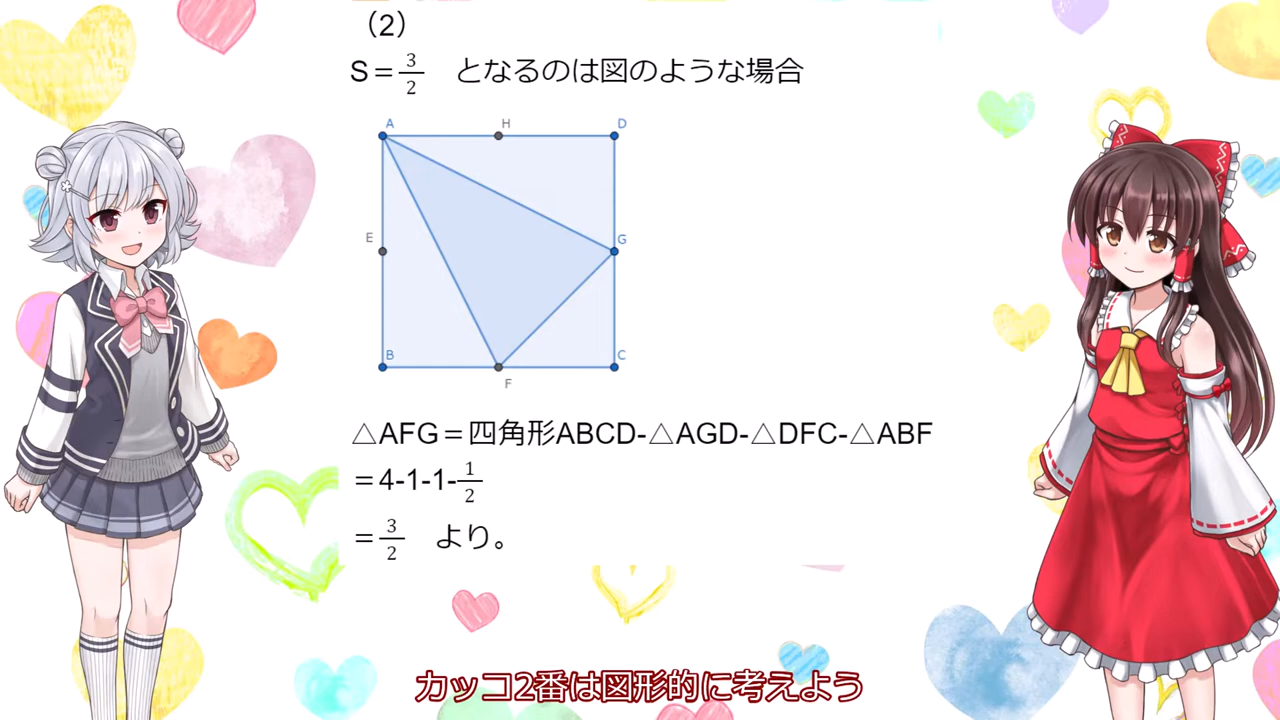 （2）
S＝3/2　となるのは図のような場合
A H D
E G
B F C
△AFG＝四角形ABCD-△AGD-△DFC-△ABF
＝4-1-1-1/2
＝3/2　より。
カッコ2番は図形的に考えよう